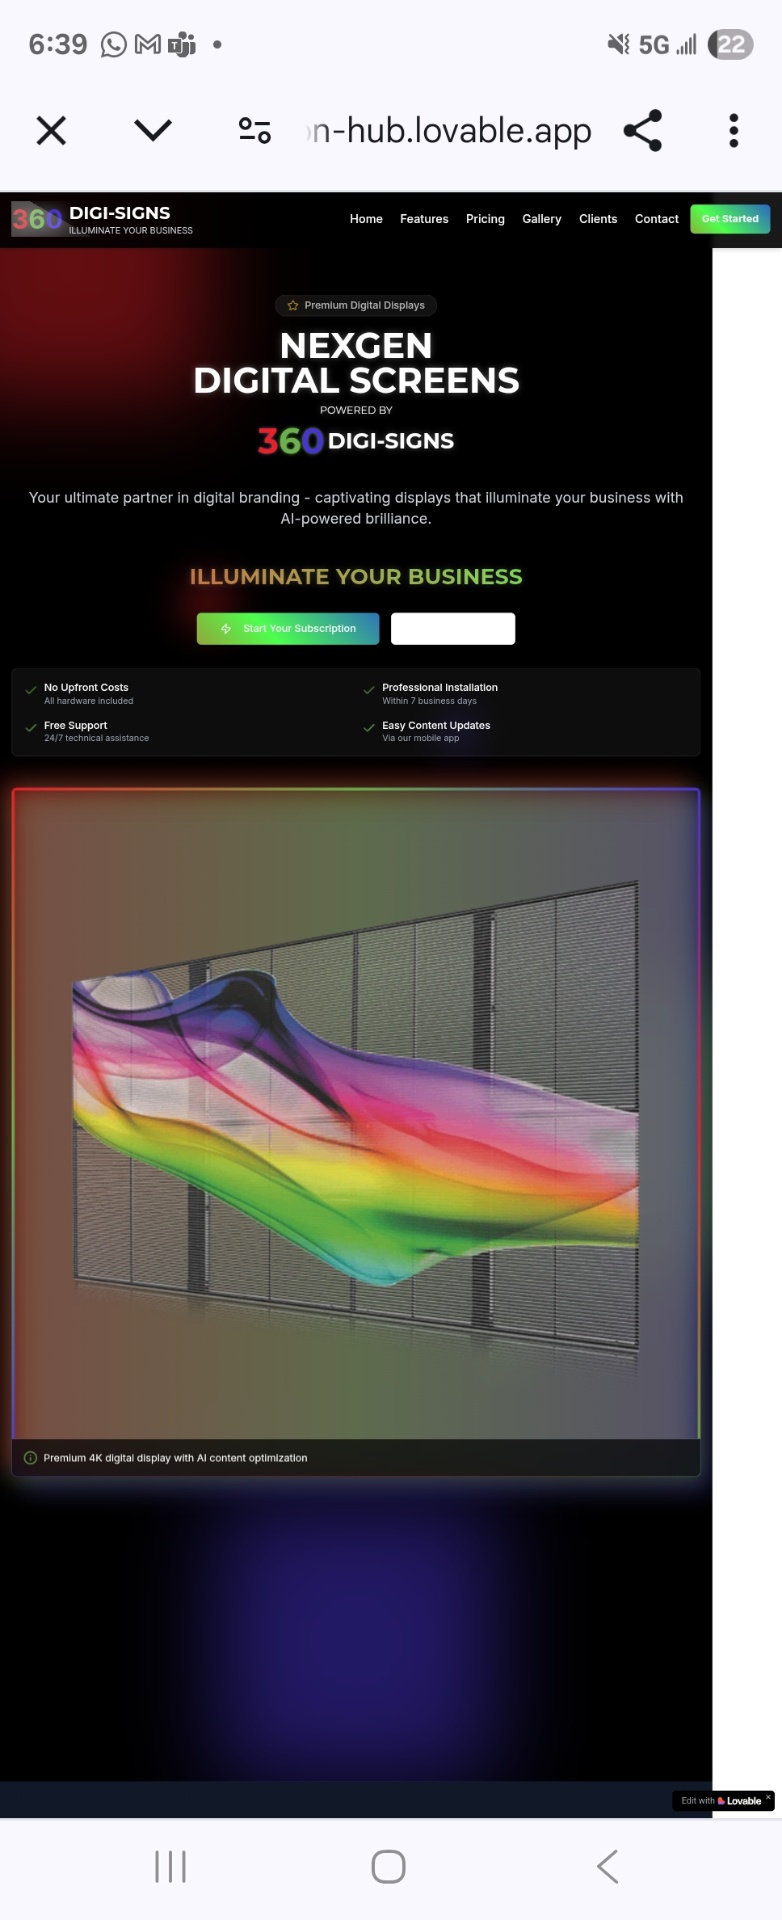 6:39
5G
22
n-hub.lovable.app
360 DIGI-SIGNS
ILLUMINATE YOUR BUSINESS
Home Features Pricing Gallery Clients Contact Get Started
Premium Digital Displays
NEXGEN
DIGITAL SCREENS
POWERED BY
360 DIGI-SIGNS
Your ultimate partner in digital branding - captivating displays that illuminate your business with
AI-powered brilliance.
ILLUMINATE YOUR BUSINESS
Start Your Subscription
No Upfront Costs
All hardware included
Professional Installation
Within 7 business days
Free Support
24/7 technical assistance
Easy Content Updates
Via our mobile app
Premium 4K digital display with AI content optimization
Edit with Lovable